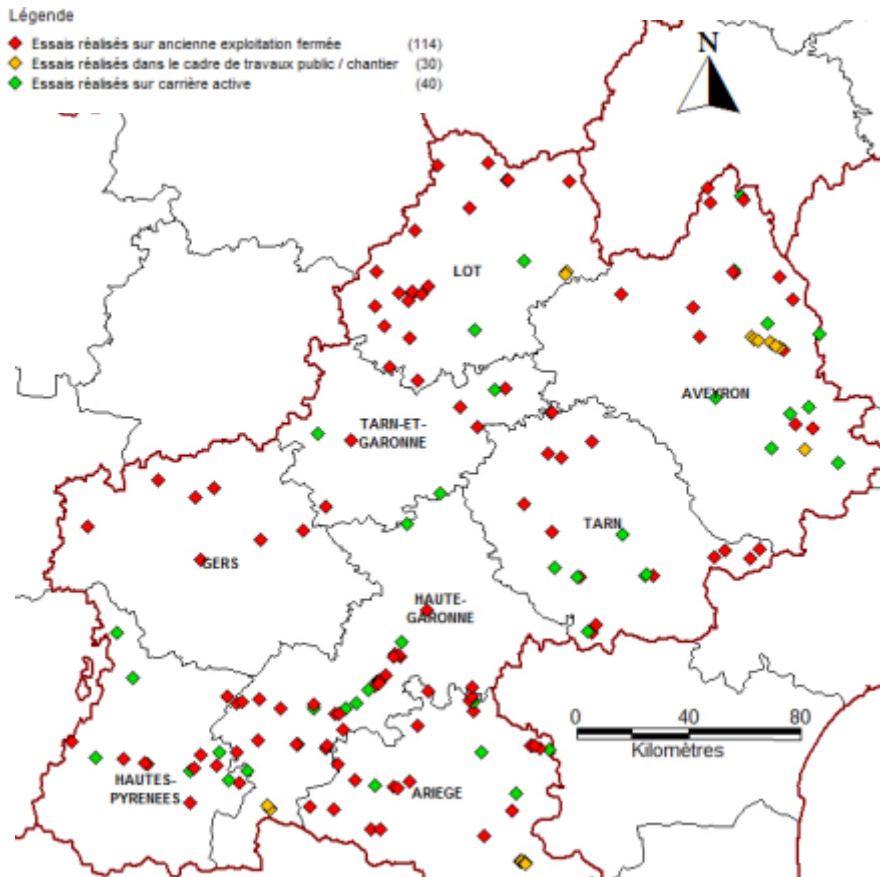 Légende
Essais réalisés sur ancienne exploitation fermée (114)
Essais réalisés dans le cadre de travaux public / chantier (30)
Essais réalisés sur carrière active (40)
N
LOT
AVEYRON
TARN-ET-
GARONNE
TARN
GERS
HAUTE-
GARONNE
0 40 80
Kilomètres
HAUTES-
PYRENEES
ARIEGE